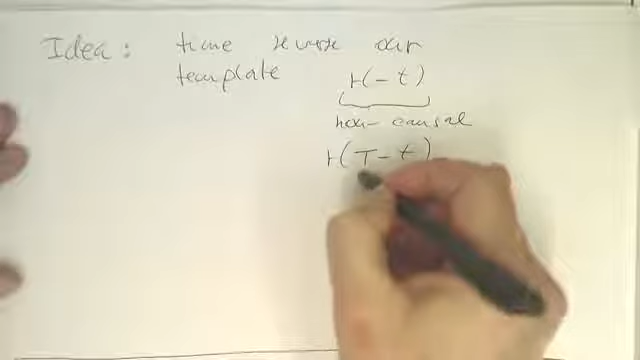 Idea: time reverse our
template r(-t)
non-causal
r(T-t)